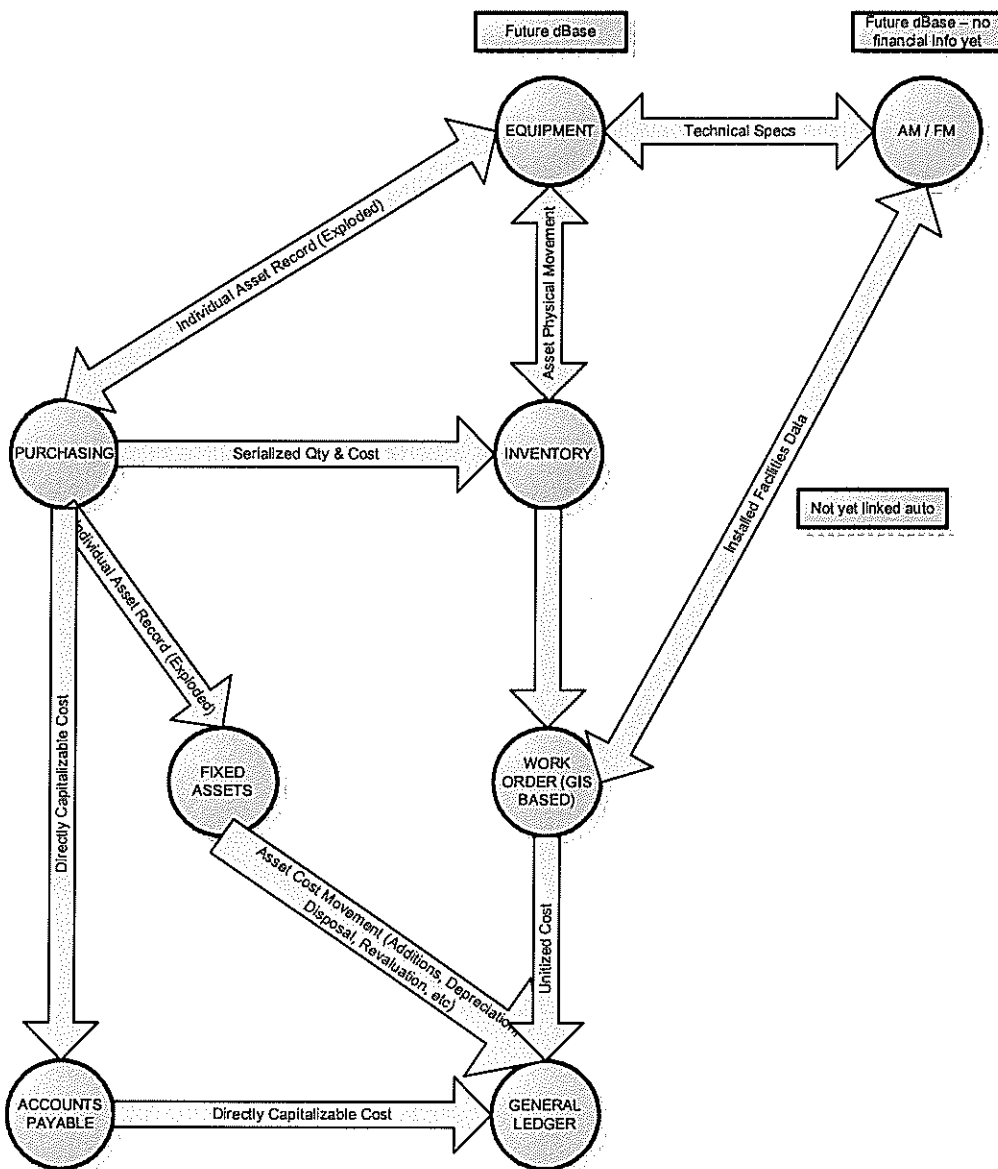 Future dBase
Future dBase – no
financial Info yet
EQUIPMENT
Technical Specs
AM / FM
Individual Asset Record (Exploded)
Asset Physical Movement
Installed Facilities Data
PURCHASING
Serialized Qty & Cost
INVENTORY
Not yet linked auto
Individual Asset Record (Exploded)
Directly Capitalizable Cost
FIXED
ASSETS
WORK
ORDER (GIS
BASED)
Asset Cost Movement (Additions, Depreciation,
Disposal, Revaluation, etc)
Unitized Cost
ACCOUNTS
PAYABLE
Directly Capitalizable Cost
GENERAL
LEDGER